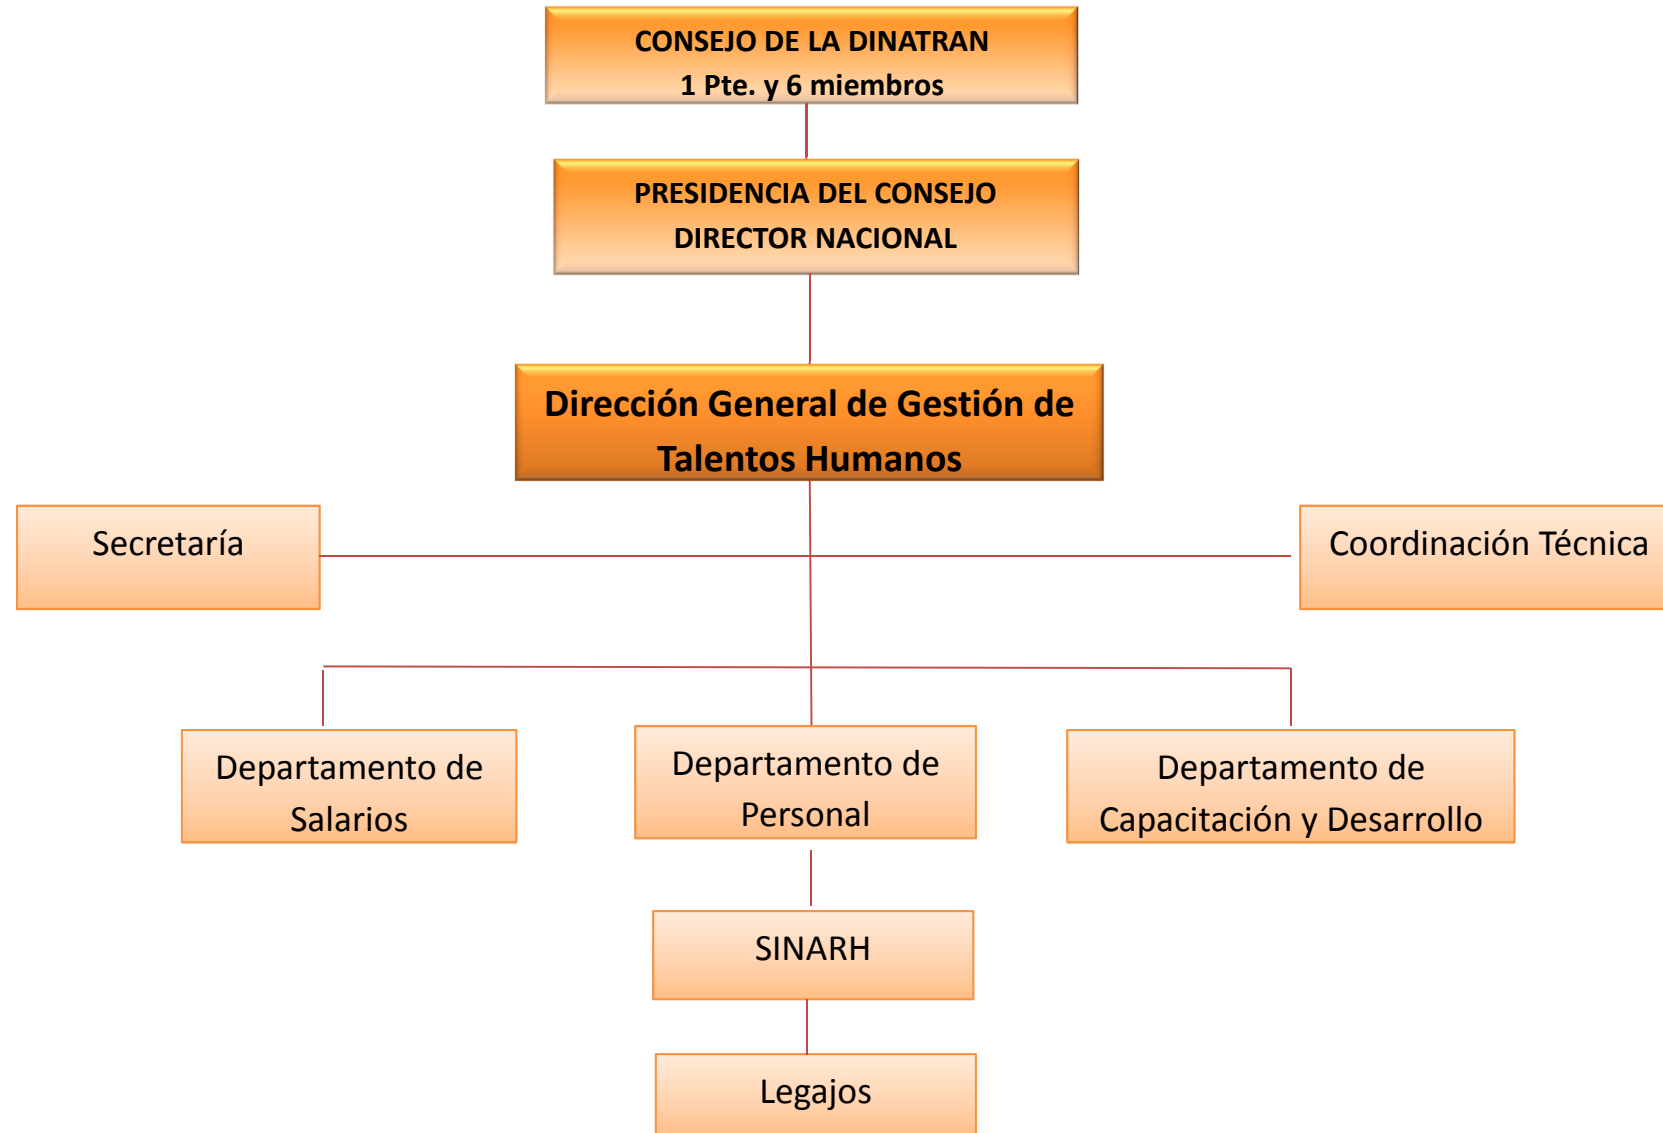 CONSEJO DE LA DINATRAN
1 Pte. y 6 miembros
PRESIDENCIA DEL CONSEJO
DIRECTOR NACIONAL
Dirección General de Gestión de
Talentos Humanos
Secretaría
Coordinación Técnica
Departamento de
Salarios
Departamento de
Personal
Departamento de
Capacitación y Desarrollo
SINARH
Legajos